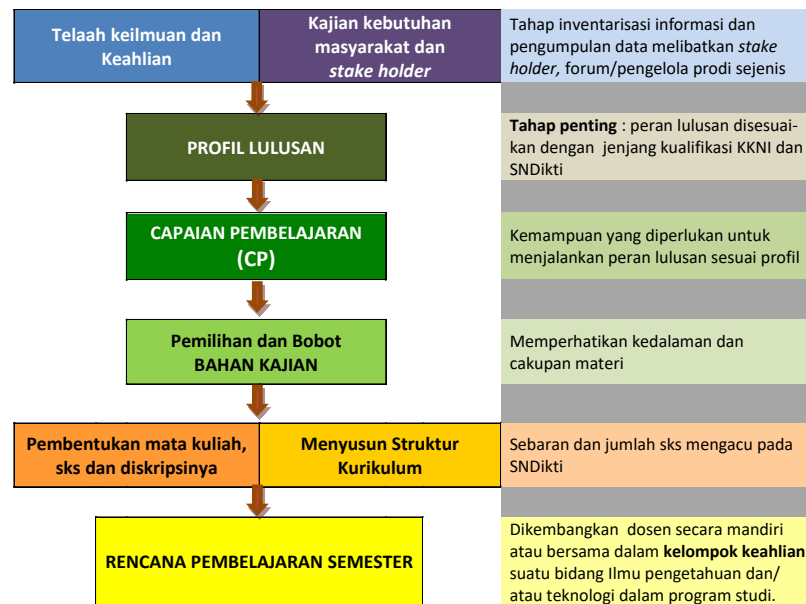 Telaah keilmuan dan
Keahlian
Kajian kebutuhan
masyarakat dan
stake holder
Tahap inventarisasi informasi dan
pengumpulan data melibatkan stake
holder, forum/pengelola prodi sejenis
PROFIL LULUSAN
Tahap penting : peran lulusan disesuai-
kan dengan jenjang kualifikasi KKNI dan
SNDikti
CAPAIAN PEMBELAJARAN
(CP)
Kemampuan yang diperlukan untuk
menjalankan peran lulusan sesuai profil
Pemilihan dan Bobot
BAHAN KAJIAN
Memperhatikan kedalaman dan
cakupan materi
Pembentukan mata kuliah,
sks dan diskripsinya
Menyusun Struktur
Kurikulum
Sebaran dan jumlah sks mengacu pada
SNDikti
RENCANA PEMBELAJARAN SEMESTER
Dikembangkan dosen secara mandiri
atau bersama dalam kelompok keahlian
suatu bidang Ilmu pengetahuan dan/
atau teknologi dalam program studi.